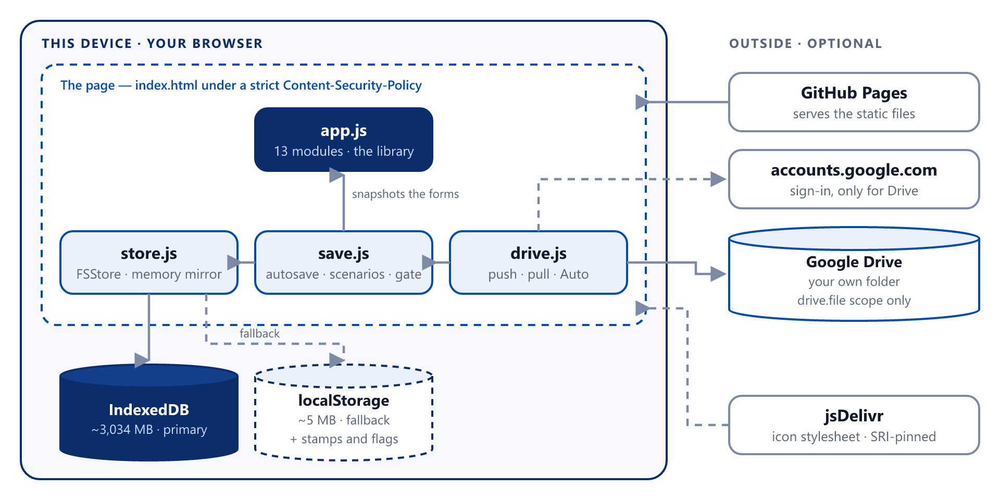 THIS DEVICE · YOUR BROWSER
OUTSIDE · OPTIONAL
The page — index.html under a strict Content-Security-Policy
GitHub Pages
serves the static files
app.js
13 modules · the library
accounts.google.com
sign-in, only for Drive
snapshots the forms
store.js
FSStore · memory mirror
save.js
autosave · scenarios · gate
drive.js
push · pull · Auto
Google Drive
your own folder
drive.file scope only
fallback
IndexedDB
~3,034 MB · primary
localStorage
~5 MB · fallback
+ stamps and flags
jsDelivr
icon stylesheet · SRI-pinned